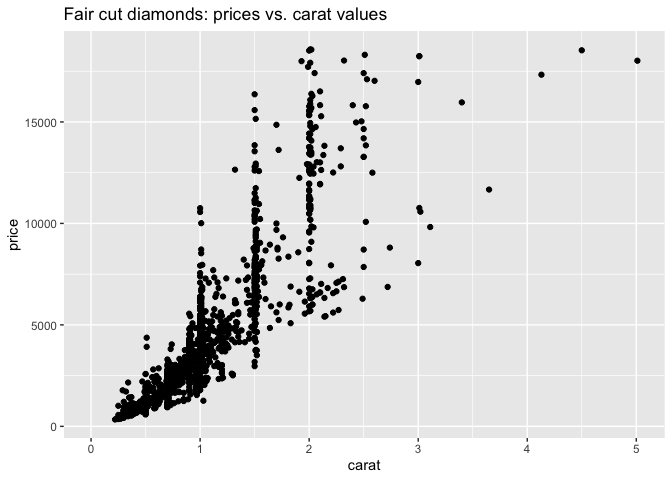 Fair cut diamonds: prices vs. carat values
15000
10000
5000
0
price
0 1 2 3 4 5
carat